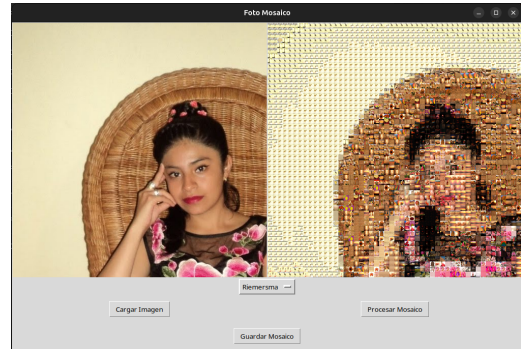 Foto Mosaico
Riemersma
Cargar Imagen
Procesar Mosaico
Guardar Mosaico